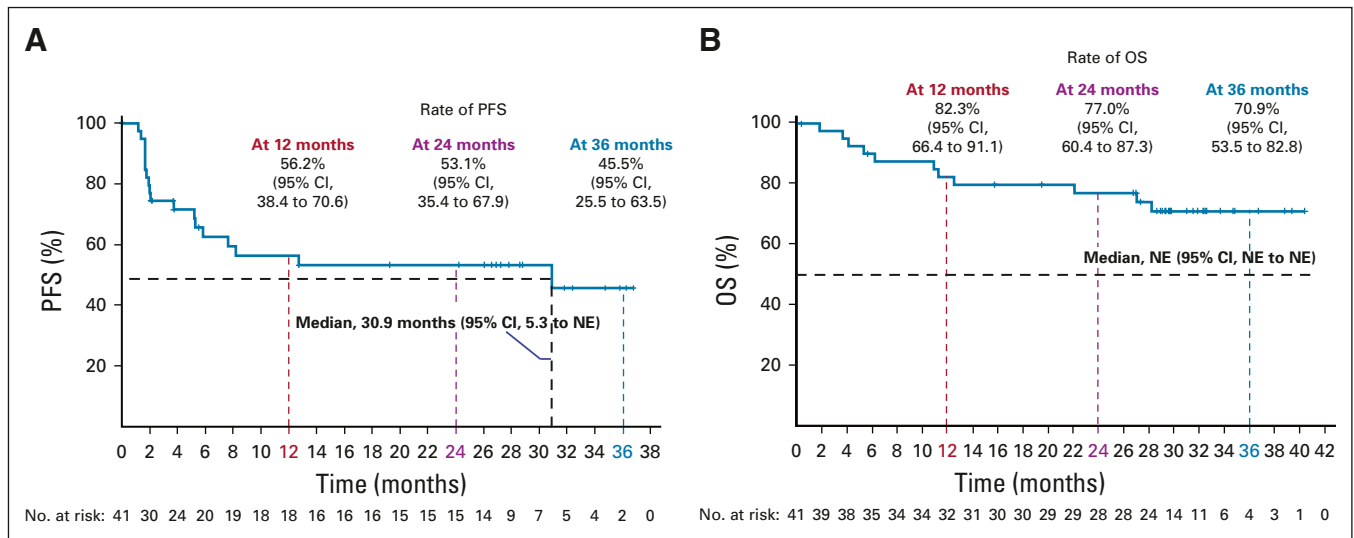 A
Rate of PFS
At 12 months At 24 months At 36 months
56.2% 53.1% 45.5%
(95% CI, (95% CI, (95% CI,
38.4 to 70.6) 35.4 to 67.9) 25.5 to 63.5)
100
80
60
40
20
PFS (%)
Median, 30.9 months (95% CI, 5.3 to NE)
0 2 4 6 8 10 12 14 16 18 20 22 24 26 28 30 32 34 36 38
Time (months)
No. at risk: 41 30 24 20 19 18 18 16 16 16 15 15 15 14 9 7 5 4 2 0
B
Rate of OS
At 12 months At 24 months At 36 months
82.3% 77.0% 70.9%
(95% CI, (95% CI, (95% CI,
66.4 to 91.1) 60.4 to 87.3) 53.5 to 82.8)
100
80
60
40
20
OS (%)
Median, NE (95% CI, NE to NE)
0 2 4 6 8 10 12 14 16 18 20 22 24 26 28 30 32 34 36 38 40 42
Time (months)
No. at risk: 41 39 38 35 34 34 32 31 30 30 29 29 28 28 24 14 11 6 4 3 1 0